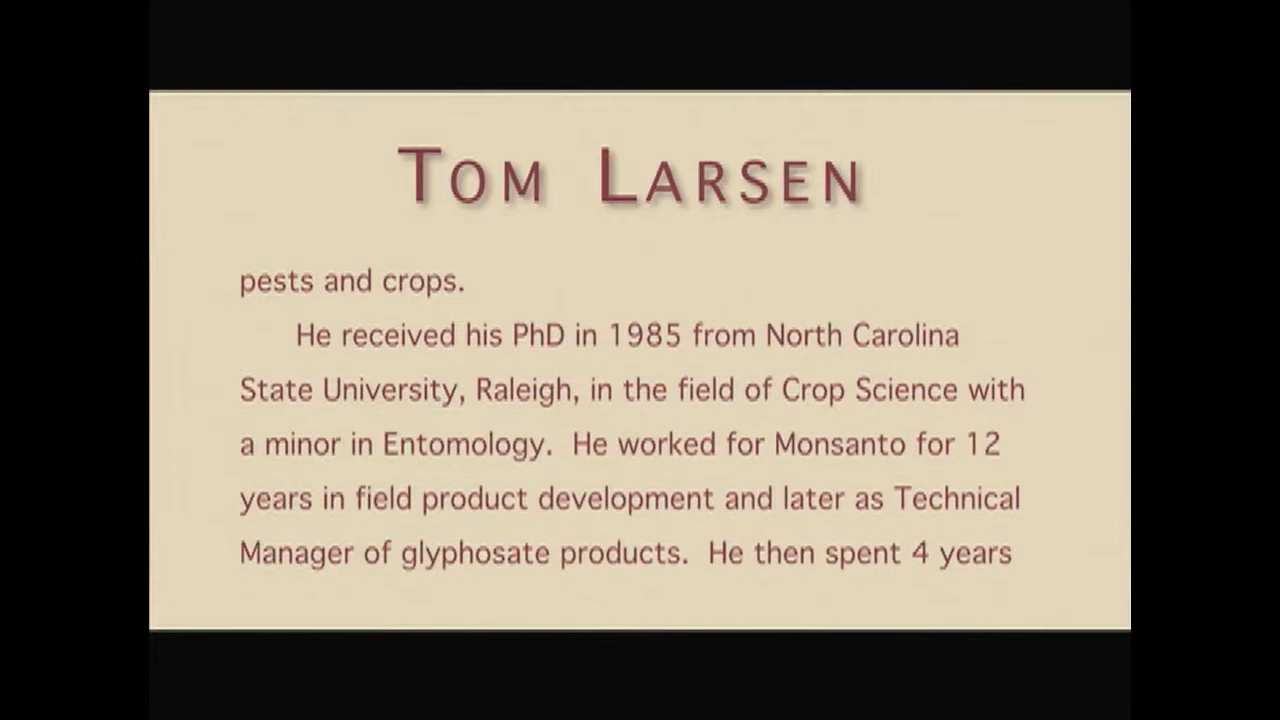 Tom Larsen
pests and crops.
He received his PhD in 1985 from North Carolina
State University, Raleigh, in the field of Crop Science with
a minor in Entomology. He worked for Monsanto for 12
years in field product development and later as Technical
Manager of glyphosate products. He then spent 4 years